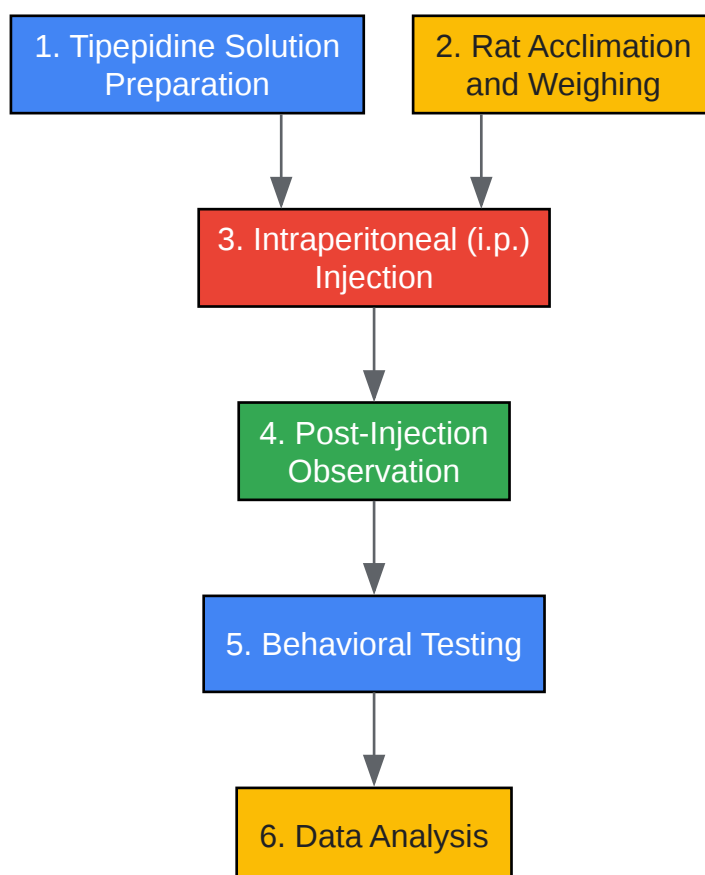 1. Tipepidine Solution
Preparation
2. Rat Acclimation
and Weighing
3. Intraperitoneal (i.p.)
Injection
4. Post-Injection
Observation
5. Behavioral Testing
6. Data Analysis